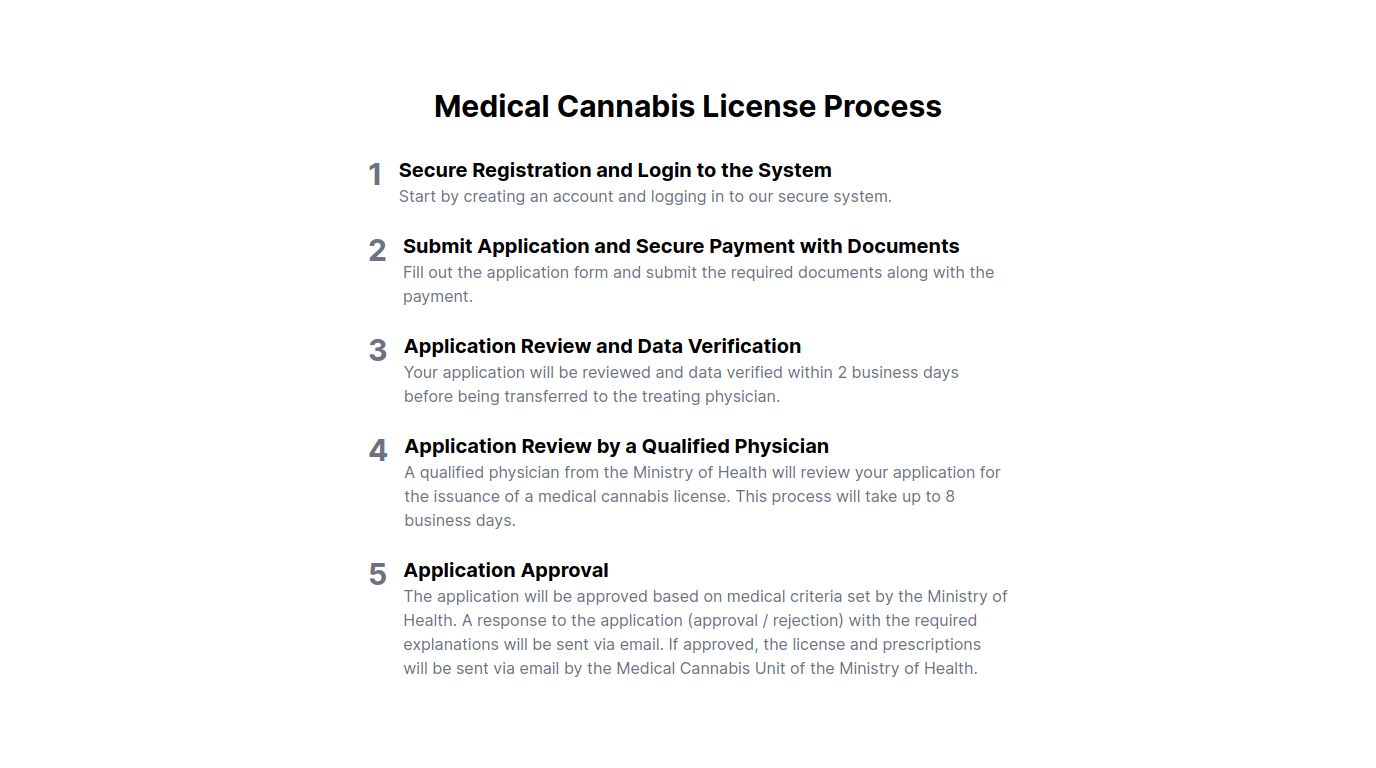 Medical Cannabis License Process
1 Secure Registration and Login to the System
Start by creating an account and logging in to our secure system.
2 Submit Application and Secure Payment with Documents
Fill out the application form and submit the required documents along with the
payment.
3 Application Review and Data Verification
Your application will be reviewed and data verified within 2 business days
before being transferred to the treating physician.
4 Application Review by a Qualified Physician
A qualified physician from the Ministry of Health will review your application for
the issuance of a medical cannabis license. This process will take up to 8
business days.
5 Application Approval
The application will be approved based on medical criteria set by the Ministry of
Health. A response to the application (approval / rejection) with the required
explanations will be sent via email. If approved, the license and prescriptions
will be sent via email by the Medical Cannabis Unit of the Ministry of Health.